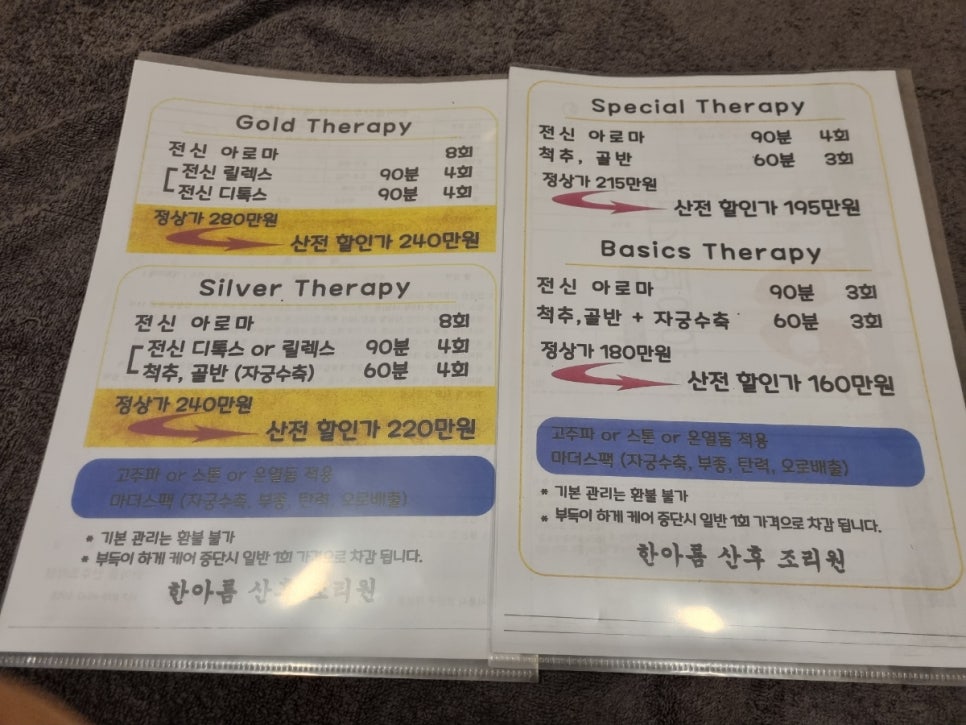 Gold Therapy
전신 아로마 8회
전신 릴렉스 90분 4회
전신 디톡스 90분 4회
정상가 280만원
산전 할인가 240만원
Silver Therapy
전신 아로마 8회
전신 디톡스 or 릴렉스 90분 4회
척추, 골반 (자궁수축) 60분 4회
정상가 240만원
산전 할인가 220만원
고주파 or 스톤 or 온열돔 적용
마더스팩 (자궁수축, 부종, 탄력, 오로배출)
* 기본 관리는 환불 불가
* 부득이 하게 케어 중단시 일반 1회 가격으로 차감 됩니다.
한아름 산후 조리원
Special Therapy
전신 아로마 90분 4회
척추, 골반 60분 3회
정상가 215만원
산전 할인가 195만원
Basics Therapy
전신 아로마 90분 3회
척추,골반 + 자궁수축 60분 3회
정상가 180만원
산전 할인가 160만원
고주파 or 스톤 or 온열돔 적용
마더스팩 (자궁수축, 부종, 탄력, 오로배출)
* 기본 관리는 환불 불가
* 부득이 하게 케어 중단시 일반 1회 가격으로 차감 됩니다.
한아름 산후 조리원